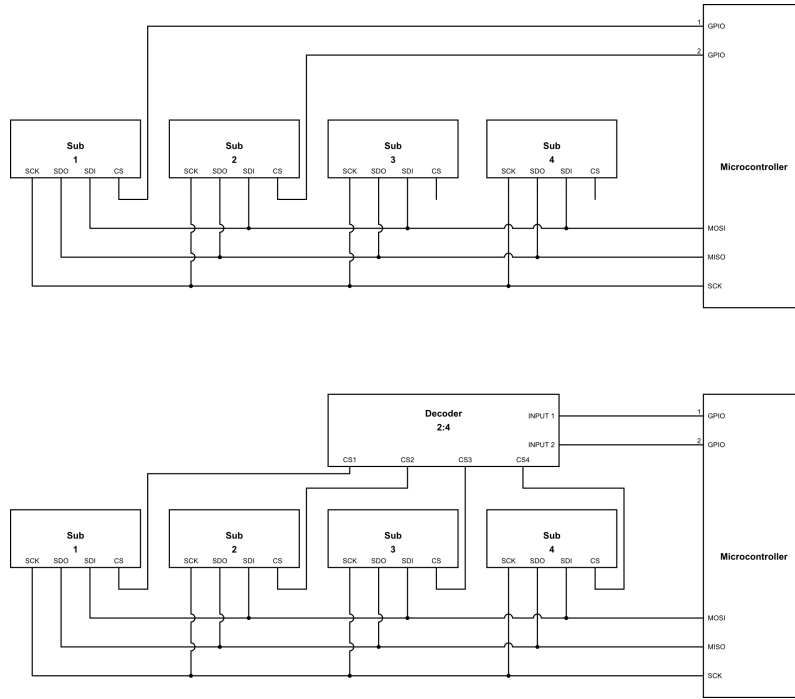 1 GPIO
2 GPIO
Sub Sub Sub Sub
1 2 3 4
SCK SDO SDI CS SCK SDO SDI CS SCK SDO SDI CS SCK SDO SDI CS
Microcontroller
MOSI
MISO
SCK
Decoder INPUT 1 1 GPIO
2:4
INPUT 2 2 GPIO
CS1 CS2 CS3 CS4
Sub Sub Sub Sub
1 2 3 4
Microcontroller
SCK SDO SDI CS SCK SDO SDI CS SCK SDO SDI CS SCK SDO SDI CS
MOSI
MISO
SCK